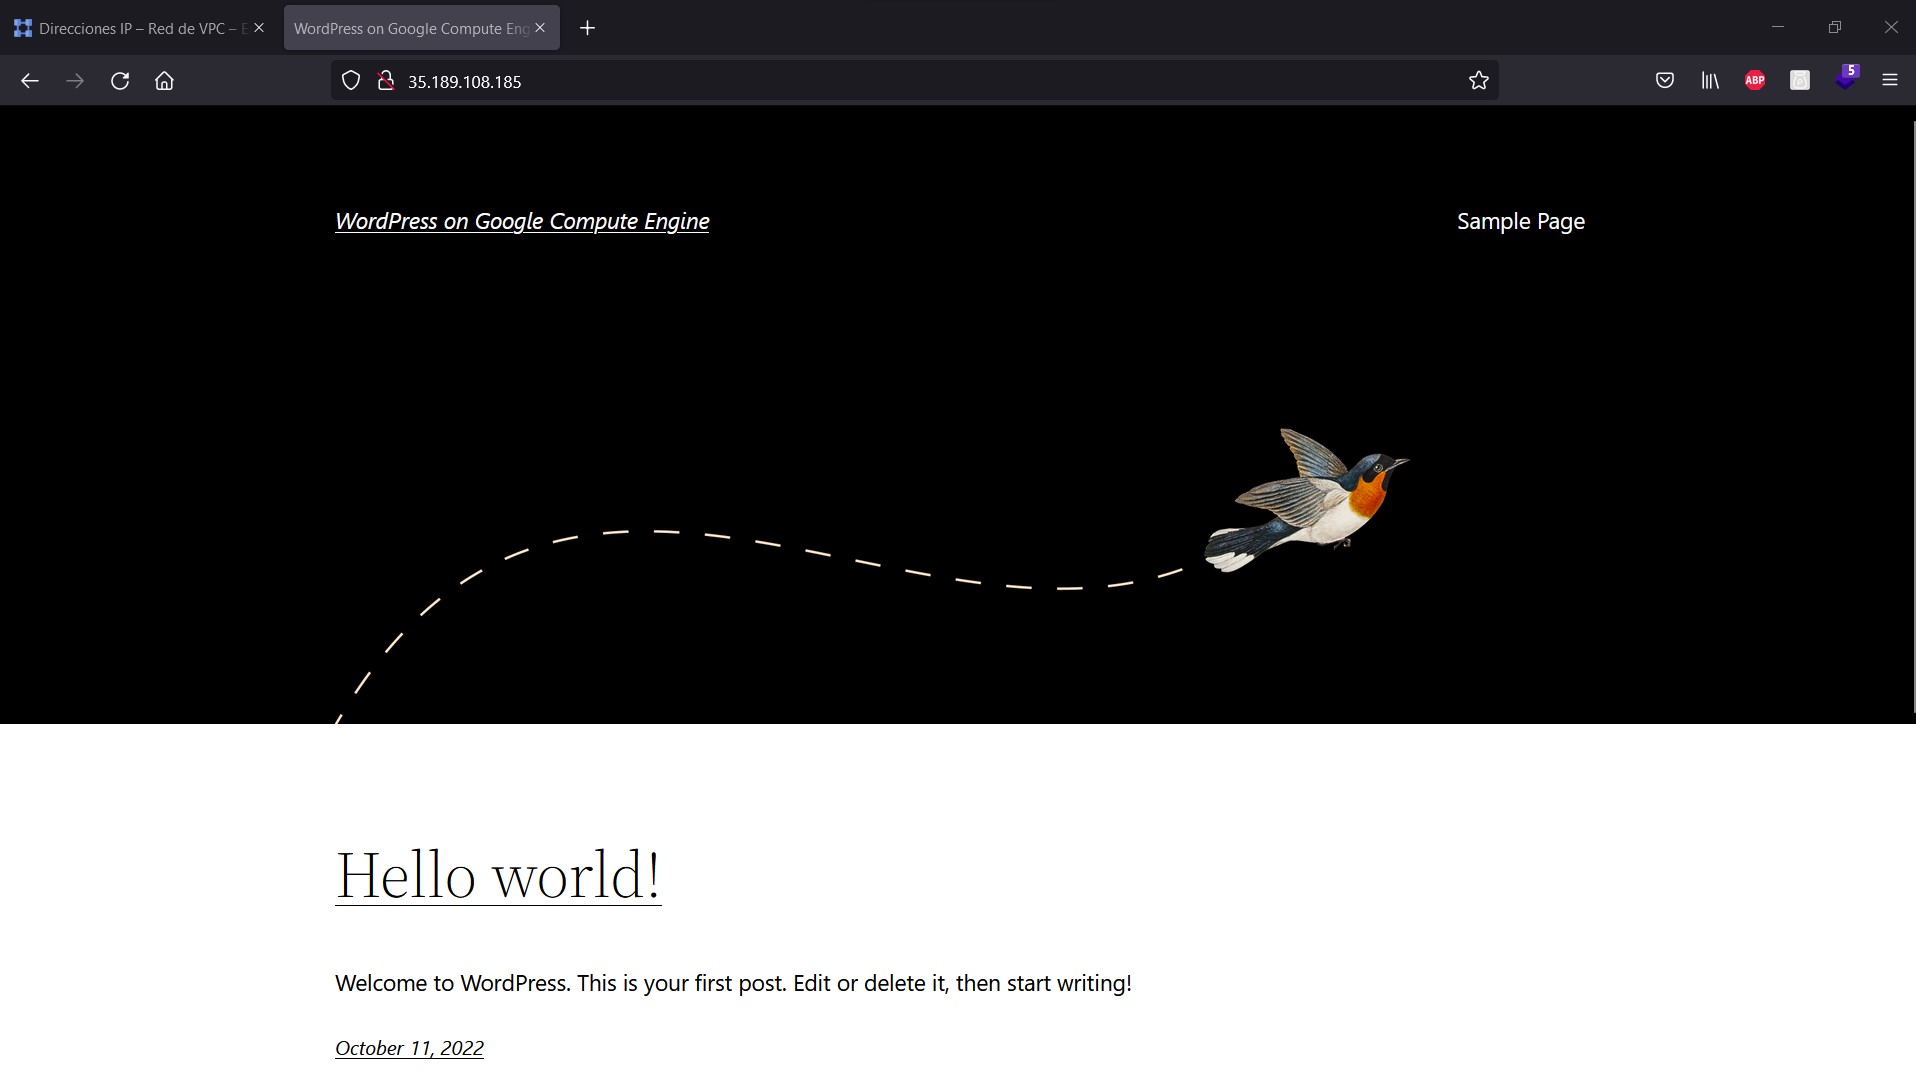 Direcciones IP – Red de VPC – E
WordPress on Google Compute Eng
35.189.108.185
ABP
5
WordPress on Google Compute Engine
Sample Page
Hello world!
Welcome to WordPress. This is your first post. Edit or delete it, then start writing!
October 11, 2022